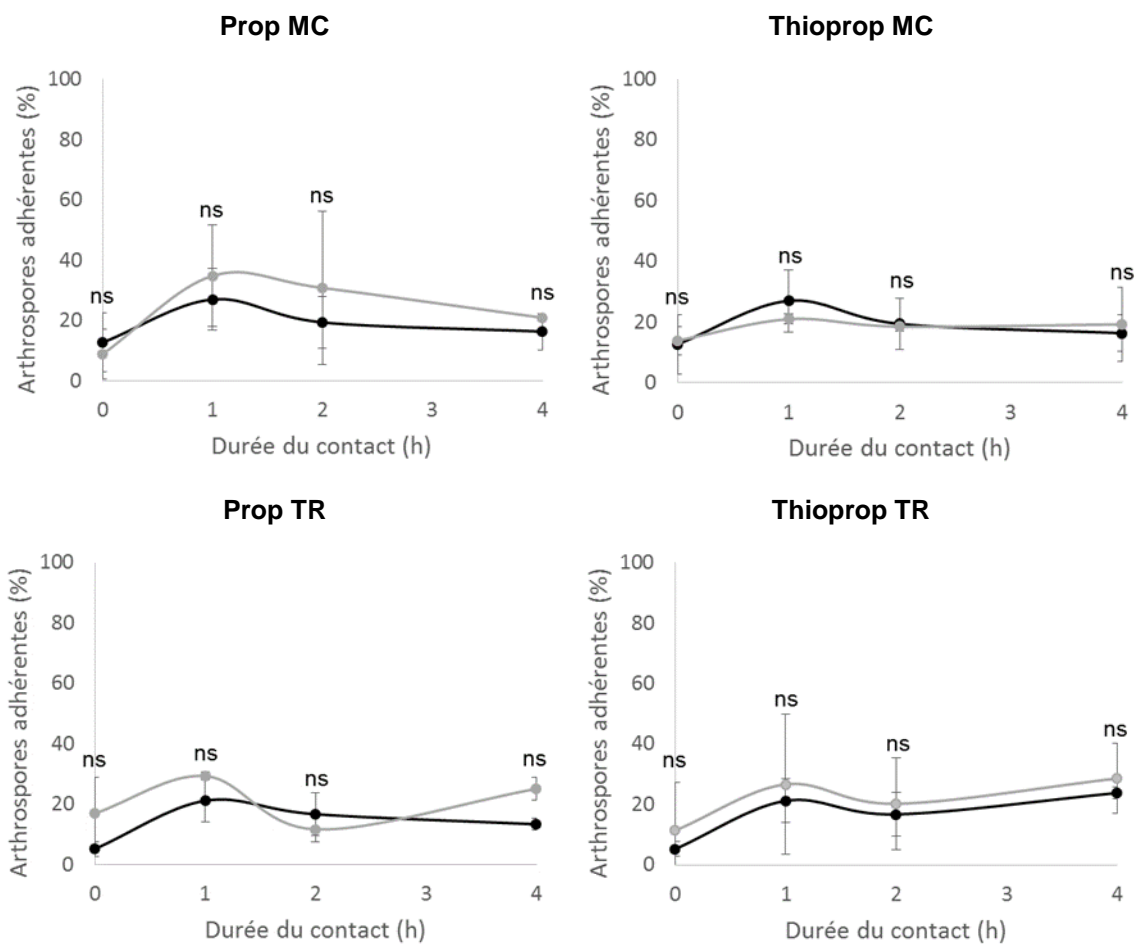 Prop MC
Arthrospores adhérentes (%)
100
80
60
40
20
0
ns
ns
ns
ns
0 1 2 3 4
Durée du contact (h)
Thioprop MC
Arthrospores adhérentes (%)
100
80
60
40
20
0
ns
ns
ns
ns
0 1 2 3 4
Durée du contact (h)
Prop TR
Arthrospores adhérentes (%)
100
80
60
40
20
0
ns
ns
ns
ns
0 1 2 3 4
Durée du contact (h)
Thioprop TR
Arthrospores adhérentes (%)
100
80
60
40
20
0
ns
ns
ns
ns
0 1 2 3 4
Durée du contact (h)